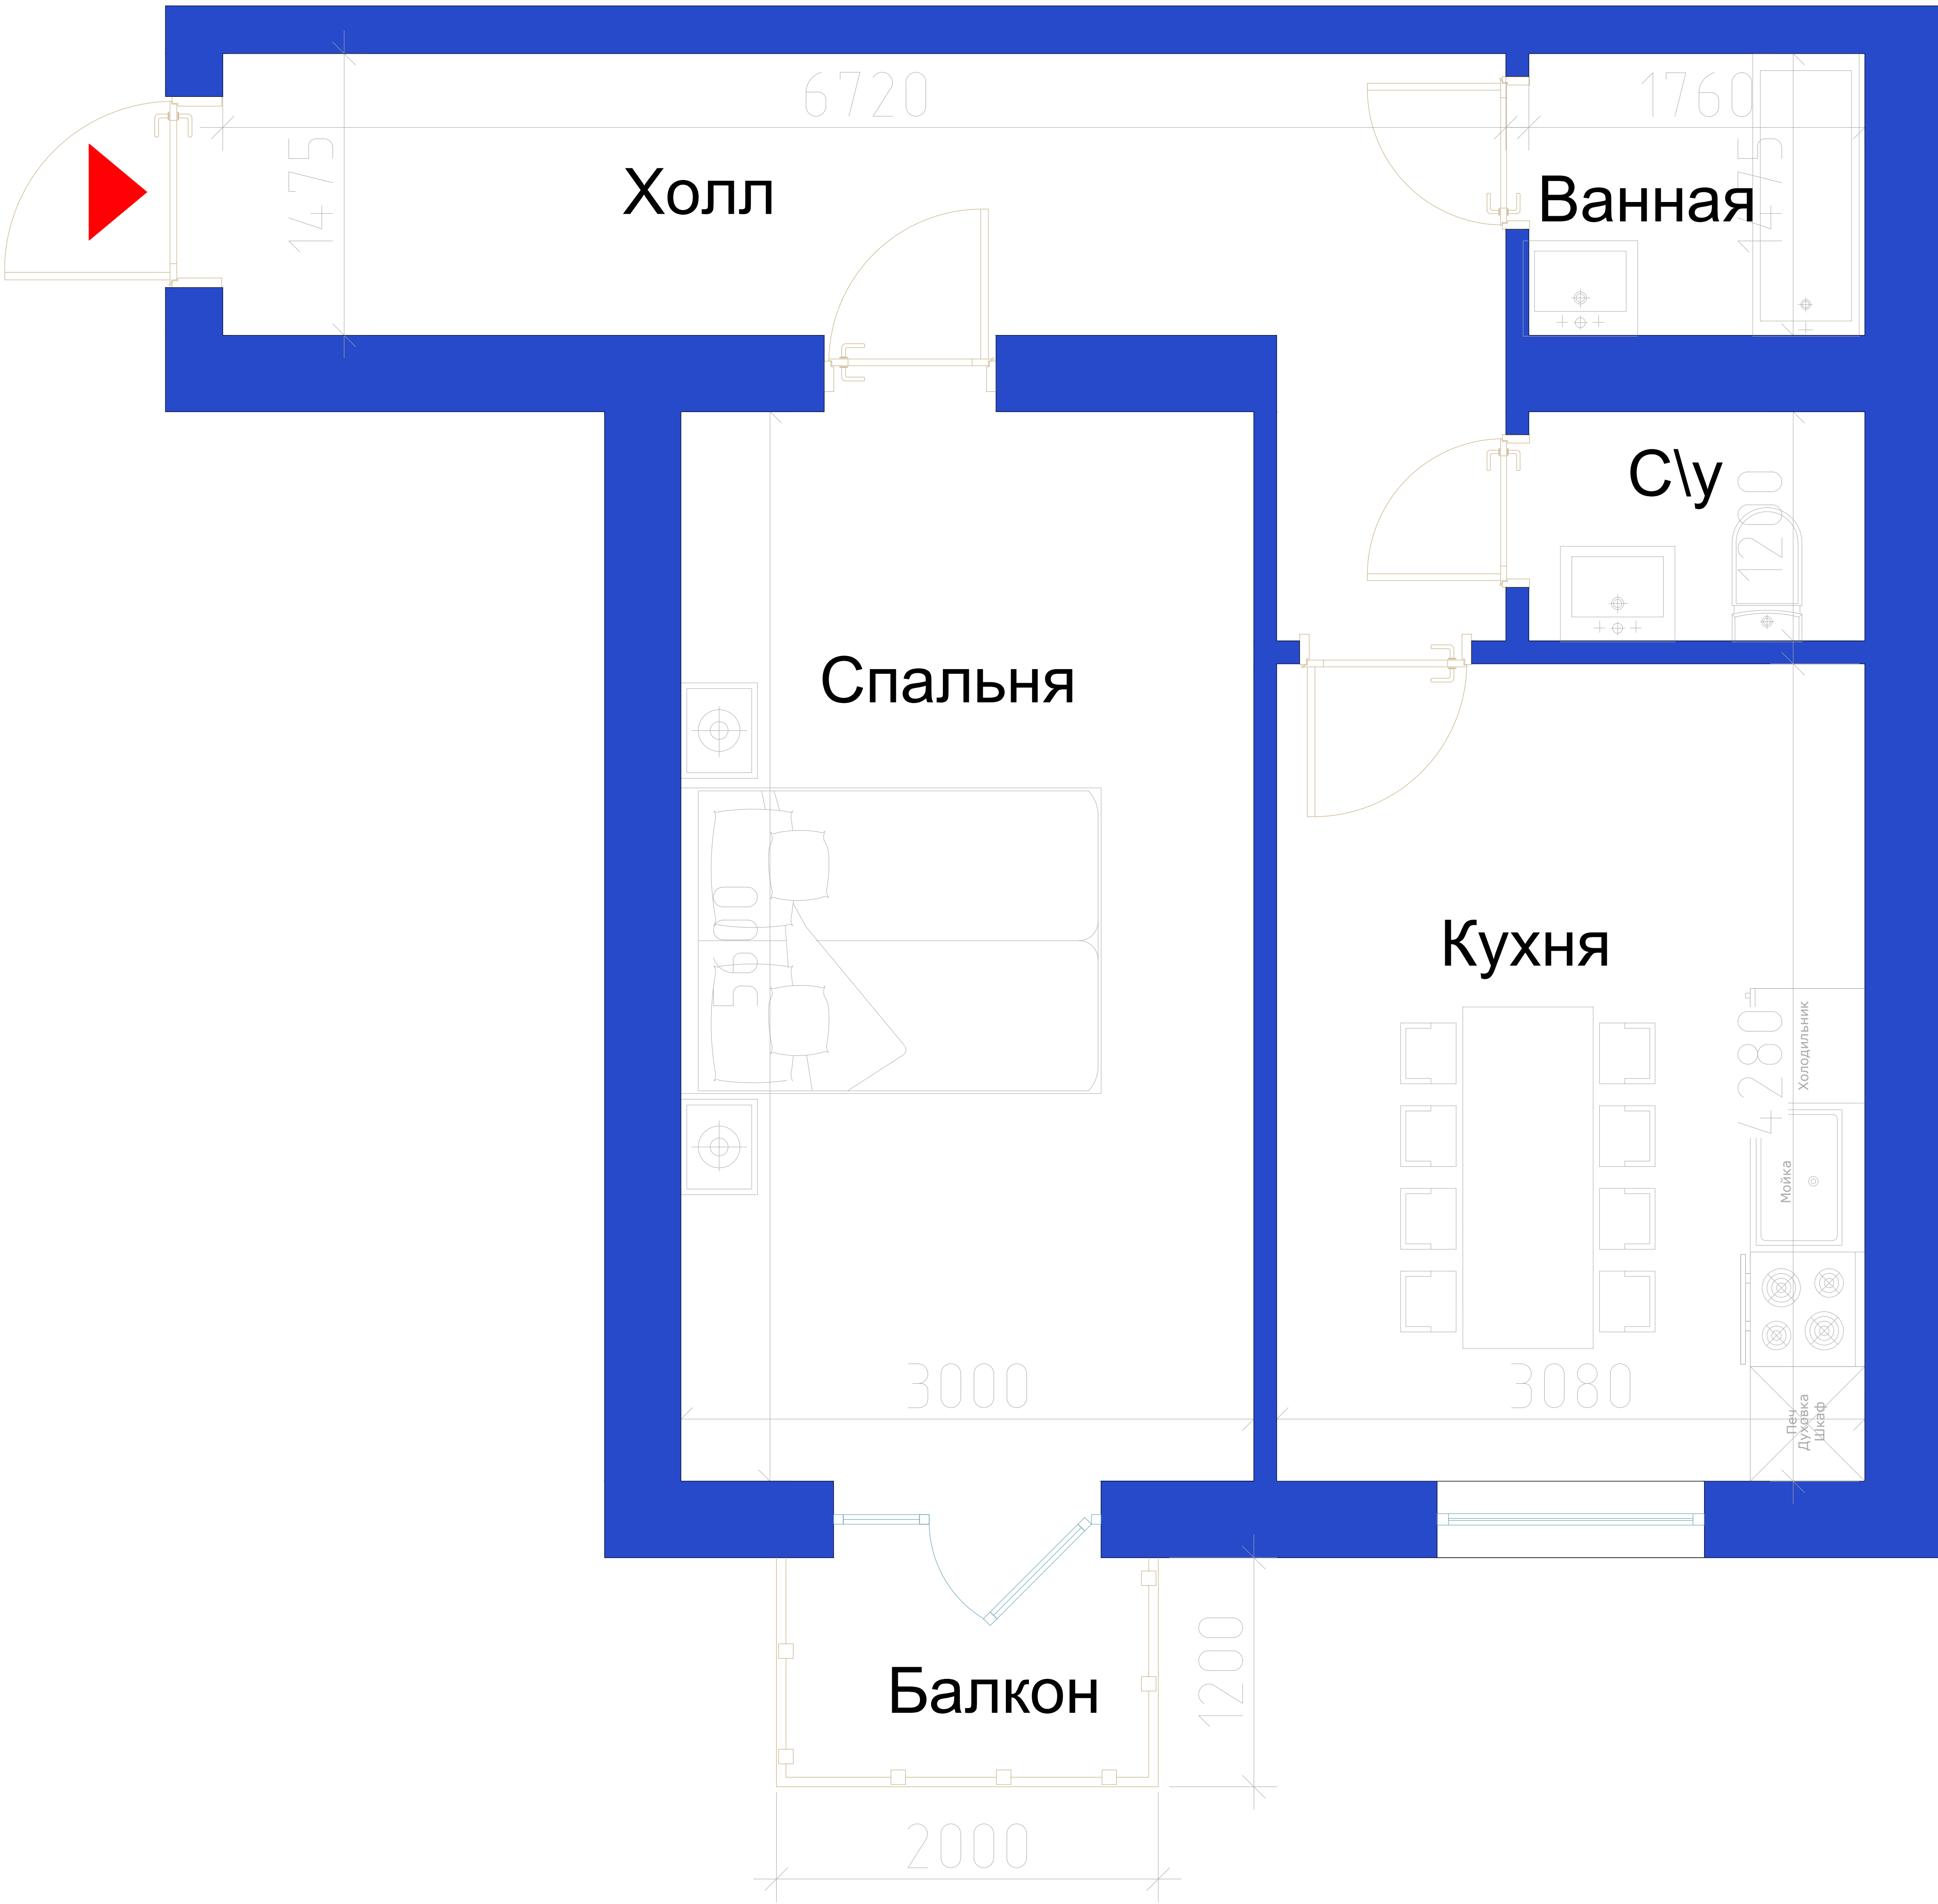 6720
1760
1475
Холл
Ванная
1475
С\у
1200
Спальня
5600
Кухня
4280
Холодильник
Мойка
3000
3080
Печ
Духовка
Шкаф
Балкон
1200
2000